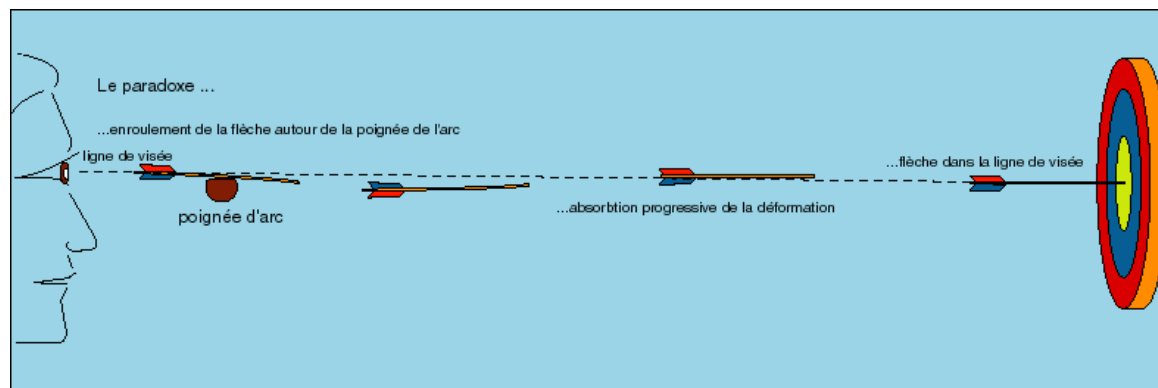 Le paradoxe ...
...enroulement de la flèche autour de la poignée de l'arc
ligne de visée
...flèche dans la ligne de visée
...absorbtion progressive de la déformation
poignée d'arc